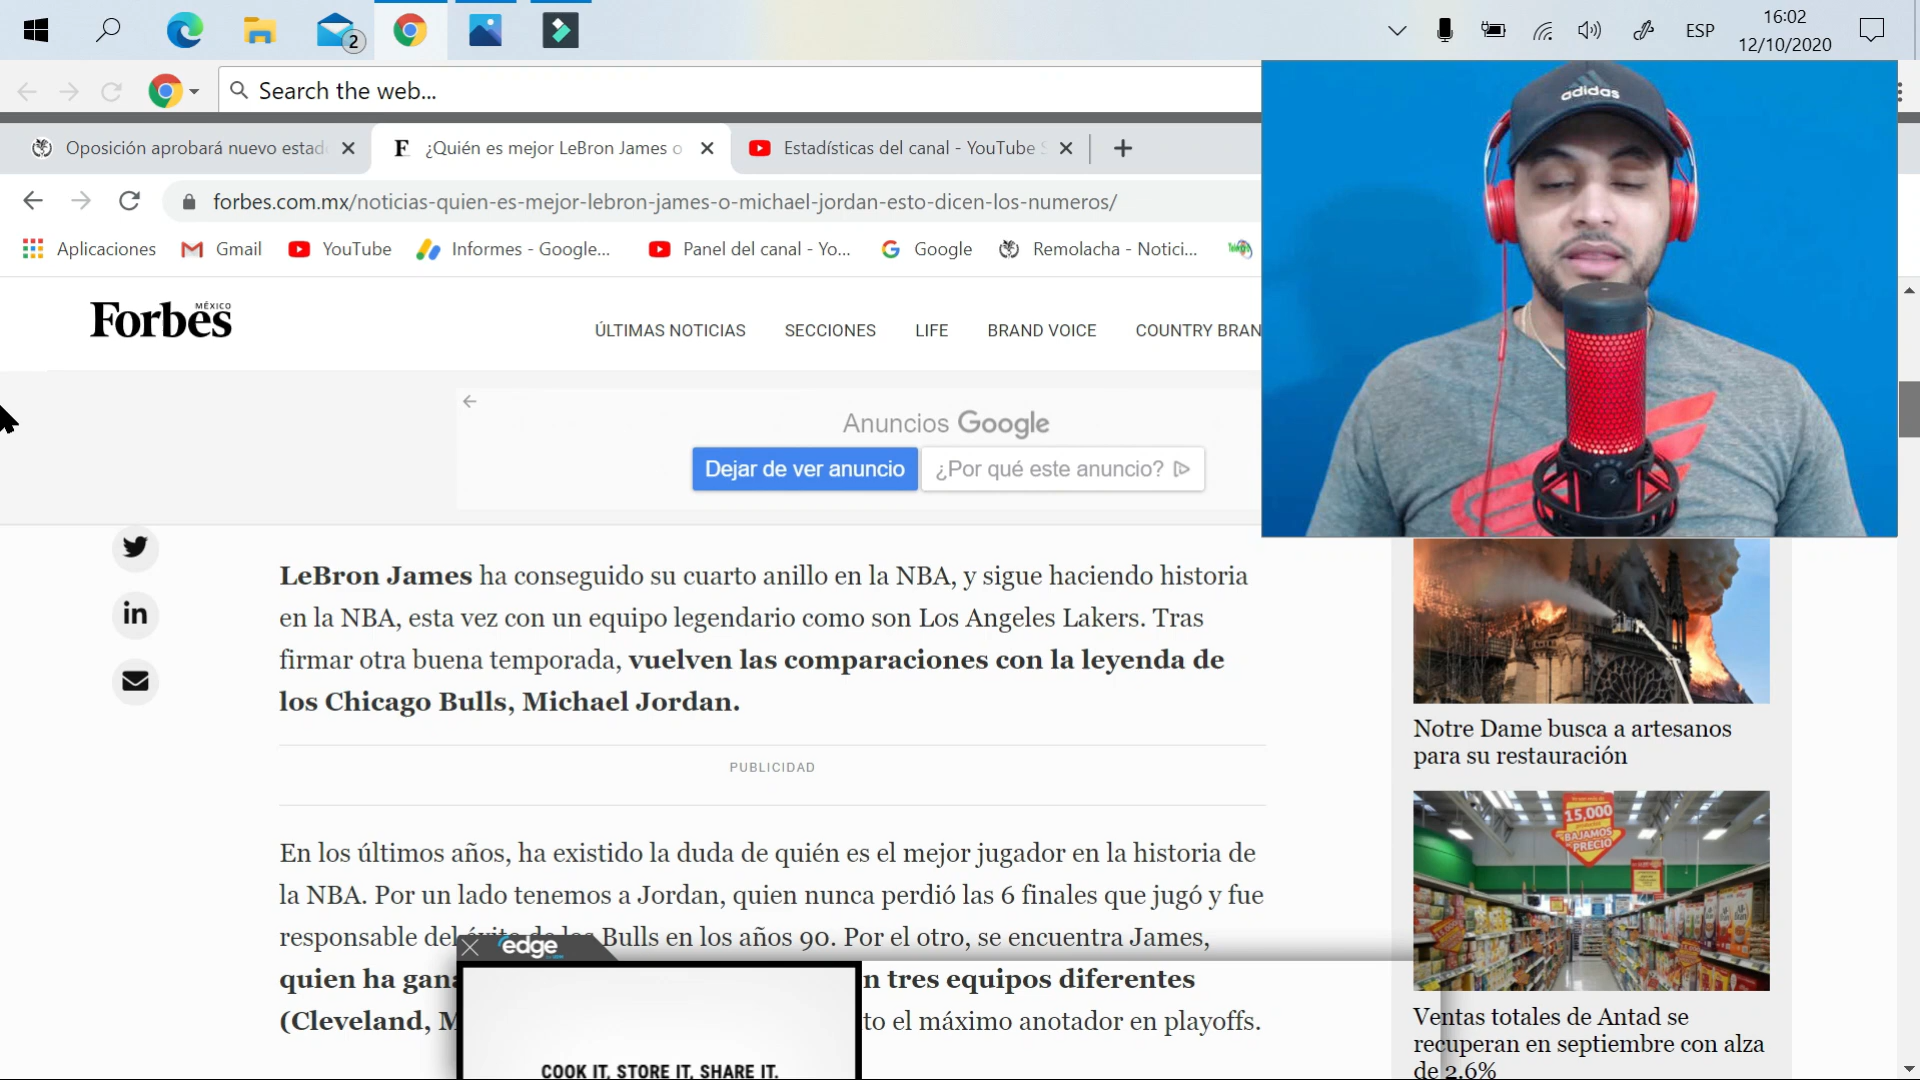 2
ESP
16:02
12/10/2020
Search the web...
Oposición aprobará nuevo estad
¿Quién es mejor LeBron James o
Estadísticas del canal - YouTube
forbes.com.mx/noticias-quien-es-mejor-lebron-james-o-michael-jordan-esto-dicen-los-numeros/
Aplicaciones
Gmail
YouTube
Informes - Google...
Panel del canal - Yo...
Google
Remolacha - Notici...
adidas
Forbes
MÉXICO
ÚLTIMAS NOTICIAS
SECCIONES
LIFE
BRAND VOICE
COUNTRY BRAN
Anuncios Google
Dejar de ver anuncio
¿Por qué este anuncio?
LeBron James ha conseguido su cuarto anillo en la NBA, y sigue haciendo historia
en la NBA, esta vez con un equipo legendario como son Los Angeles Lakers. Tras
firmar otra buena temporada, vuelven las comparaciones con la leyenda de
los Chicago Bulls, Michael Jordan.
PUBLICIDAD
En los últimos años, ha existido la duda de quién es el mejor jugador en la historia de
la NBA. Por un lado tenemos a Jordan, quien nunca perdió las 6 finales que jugó y fue
responsable del éxito de los Bulls en los años 90. Por el otro, se encuentra James,
quien ha gana
n tres equipos diferentes
(Cleveland, M
to el máximo anotador en playoffs.
edge
COOK IT, STORE IT, SHARE IT.
Notre Dame busca a artesanos
para su restauración
15,000
BAJAMOS
PRECIO
Ventas totales de Antad se
recuperan en septiembre con alza
de 2.6%